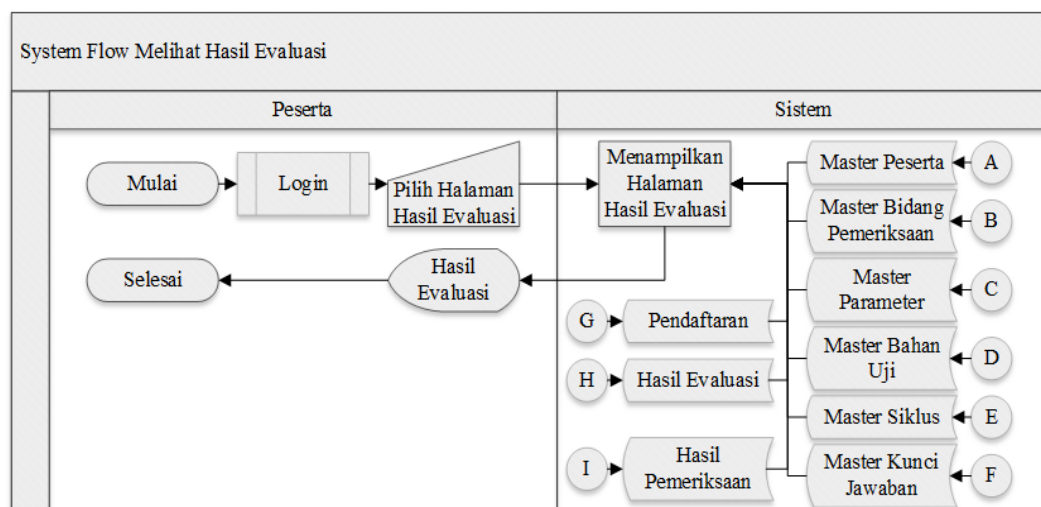 System Flow Melihat Hasil Evaluasi
Peserta
Sistem
Mulai
Login
Pilih Halaman
Hasil Evaluasi
Menampilkan
Halaman
Hasil Evaluasi
Master Peserta
A
Master Bidang
Pemeriksaan
B
Selesai
Hasil
Evaluasi
Master
Parameter
C
G
Pendaftaran
Master Bahan
Uji
D
H
Hasil Evaluasi
Master Siklus
E
I
Hasil
Pemeriksaan
Master Kunci
Jawaban
F